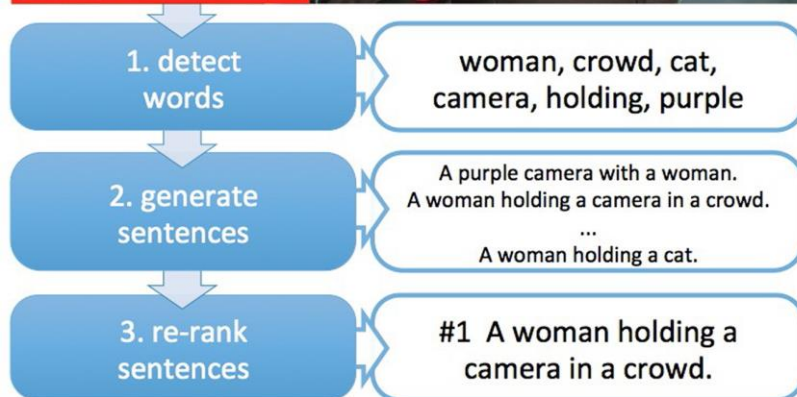 1. detect
words
woman, crowd, cat,
camera, holding, purple
2. generate
sentences
A purple camera with a woman.
A woman holding a camera in a crowd.
...
A woman holding a cat.
3. re-rank
sentences
#1 A woman holding a
camera in a crowd.